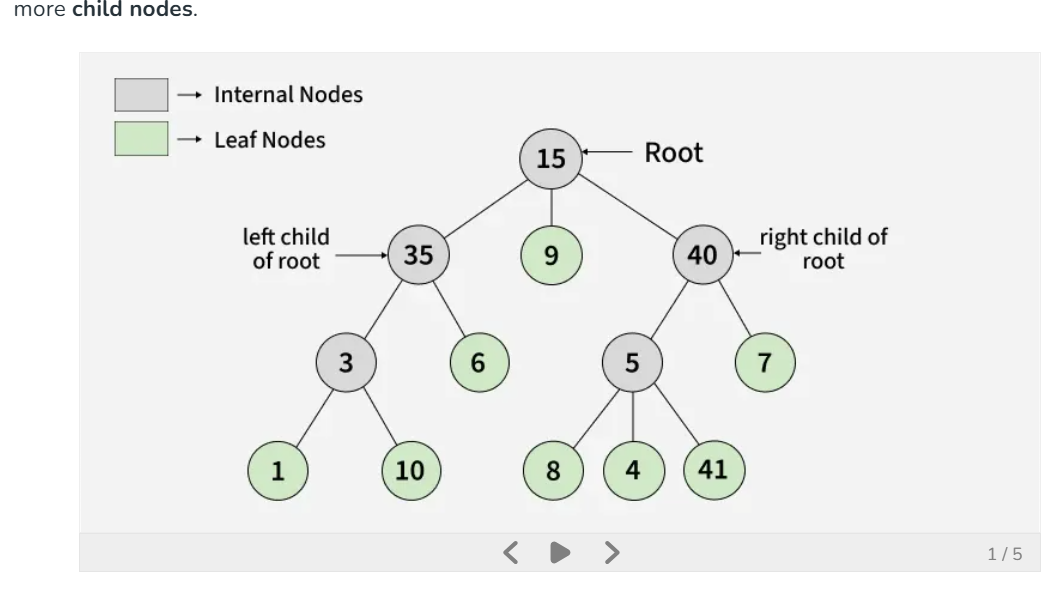 more child nodes.
Internal Nodes
Leaf Nodes
15
Root
left child
of root
35
9
40
right child of
root
3
6
5
7
1
10
8
4
41
1 / 5